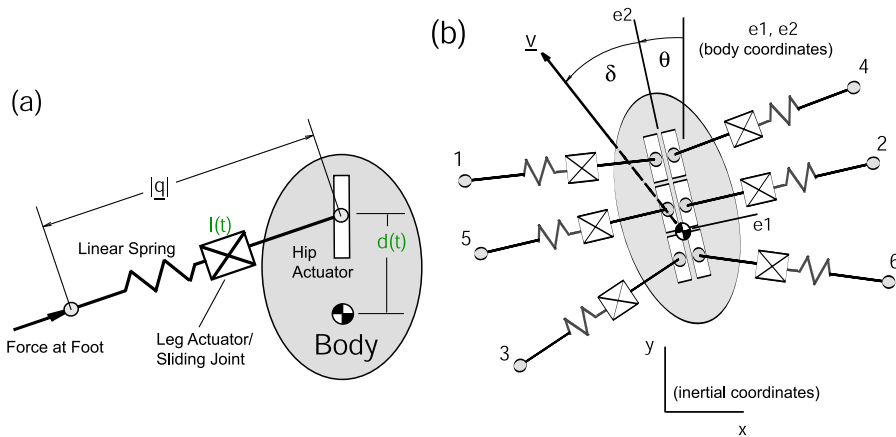 (a)
|q|
l(t)
Linear Spring
Hip
Actuator
d(t)
Leg Actuator/
Sliding Joint
Force at Foot
Body
(b)
v
e2
δ
θ
e1, e2
(body coordinates)
4
1
2
5
e1
6
3
y
(inertial coordinates)
x